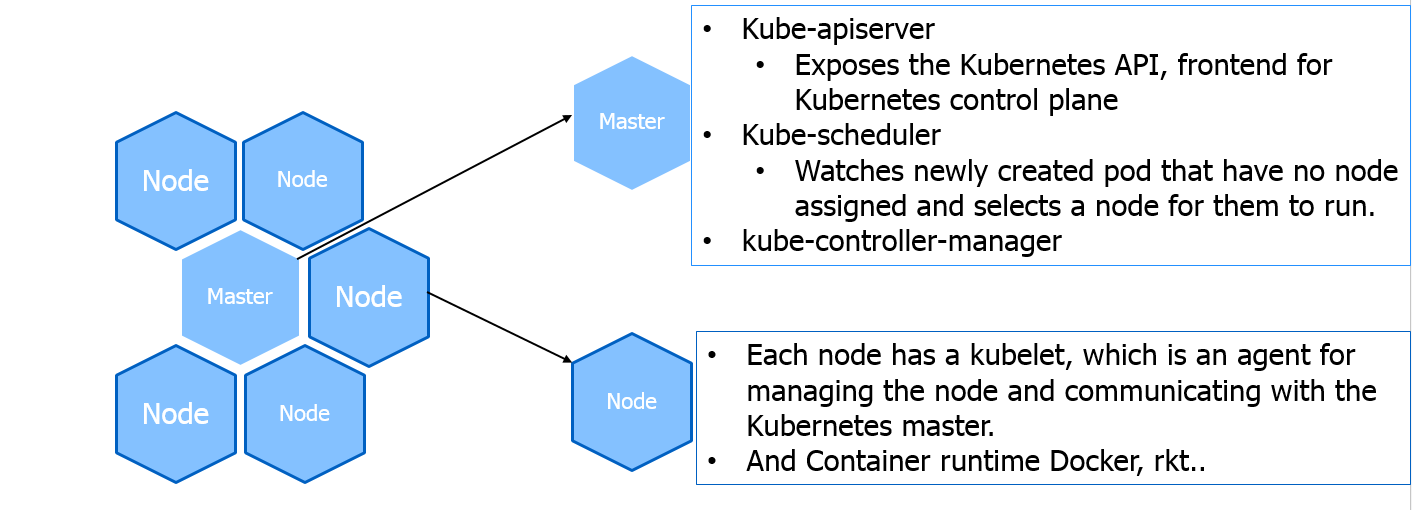 Node
Node
Master
Node
Node
Node
Master
• Kube-apiserver
• Exposes the Kubernetes API, frontend for
Kubernetes control plane
• Kube-scheduler
• Watches newly created pod that have no node
assigned and selects a node for them to run.
• kube-controller-manager
Node
• Each node has a kubelet, which is an agent for
managing the node and communicating with the
Kubernetes master.
• And Container runtime Docker, rkt..